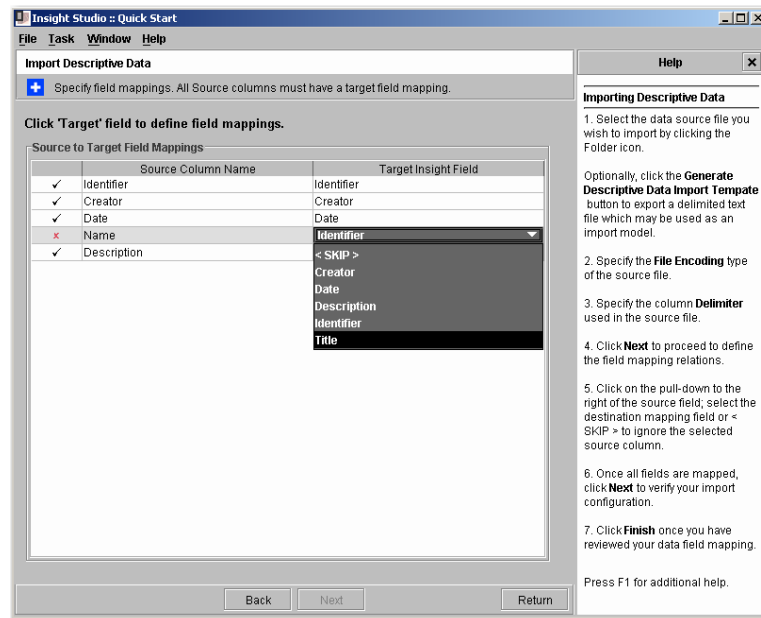 Insight Studio :: Quick Start
File Task Window Help
Import Descriptive Data
Specify field mappings. All Source columns must have a target field mapping.
Click 'Target' field to define field mappings.
Source to Target Field Mappings
Source Column Name Target Insight Field
Identifier Identifier
Creator Creator
Date Date
Name Identifier
Description
< SKIP >
Creator
Date
Description
Identifier
Title
Back Next Return
Help
Importing Descriptive Data
1. Select the data source file you
wish to import by clicking the
Folder icon.
Optionally, click the Generate
Descriptive Data Import Tempate
button to export a delimited text
file which may be used as an
import model.
2. Specify the File Encoding type
of the source file.
3. Specify the column Delimiter
used in the source file.
4. Click Next to proceed to define
the field mapping relations.
5. Click on the pull-down to the
right of the source field; select the
destination mapping field or <
SKIP > to ignore the selected
source column.
6. Once all fields are mapped,
click Next to verify your import
configuration.
7. Click Finish once you have
reviewed your data field mapping.
Press F1 for additional help.